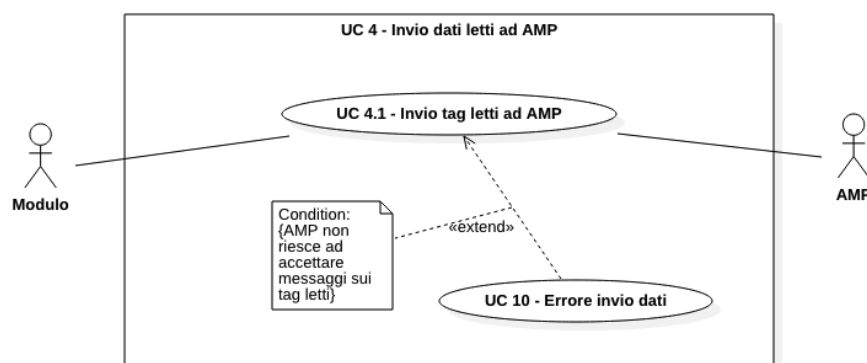 UC 4 - Invio dati letti ad AMP
UC 4.1 - Invio tag letti ad AMP
Modulo
AMP
Condition:
{AMP non
riesce ad
accettare
messaggi sui
tag letti}
«extend»
UC 10 - Errore invio dati